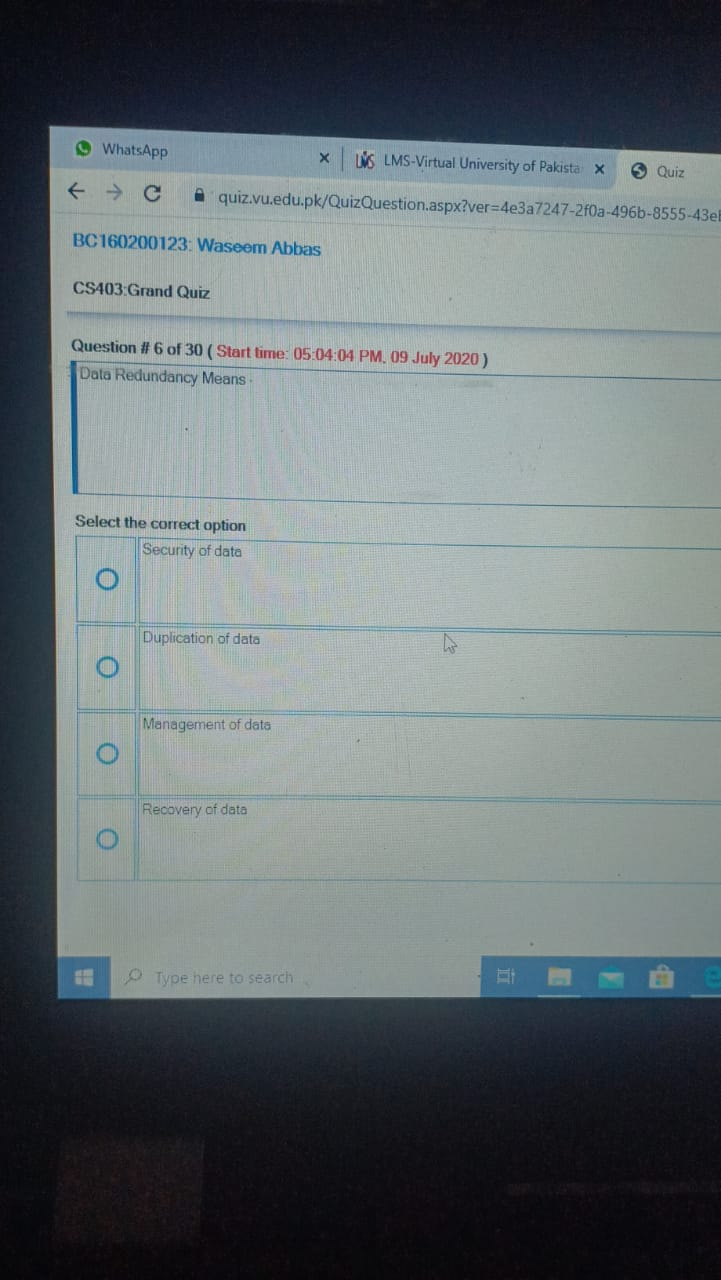 WhatsApp
LMS-Virtual University of Pakista
Quiz
quiz.vu.edu.pk/QuizQuestion.aspx?ver=4e3a7247-2f0a-496b-8555-43e
BC160200123: Waseem Abbas
CS403:Grand Quiz
Question # 6 of 30 ( Start time: 05:04:04 PM, 09 July 2020 )
Data Redundancy Means
Select the correct option
Security of data
Duplication of data
Management of data
Recovery of data
Type here to search